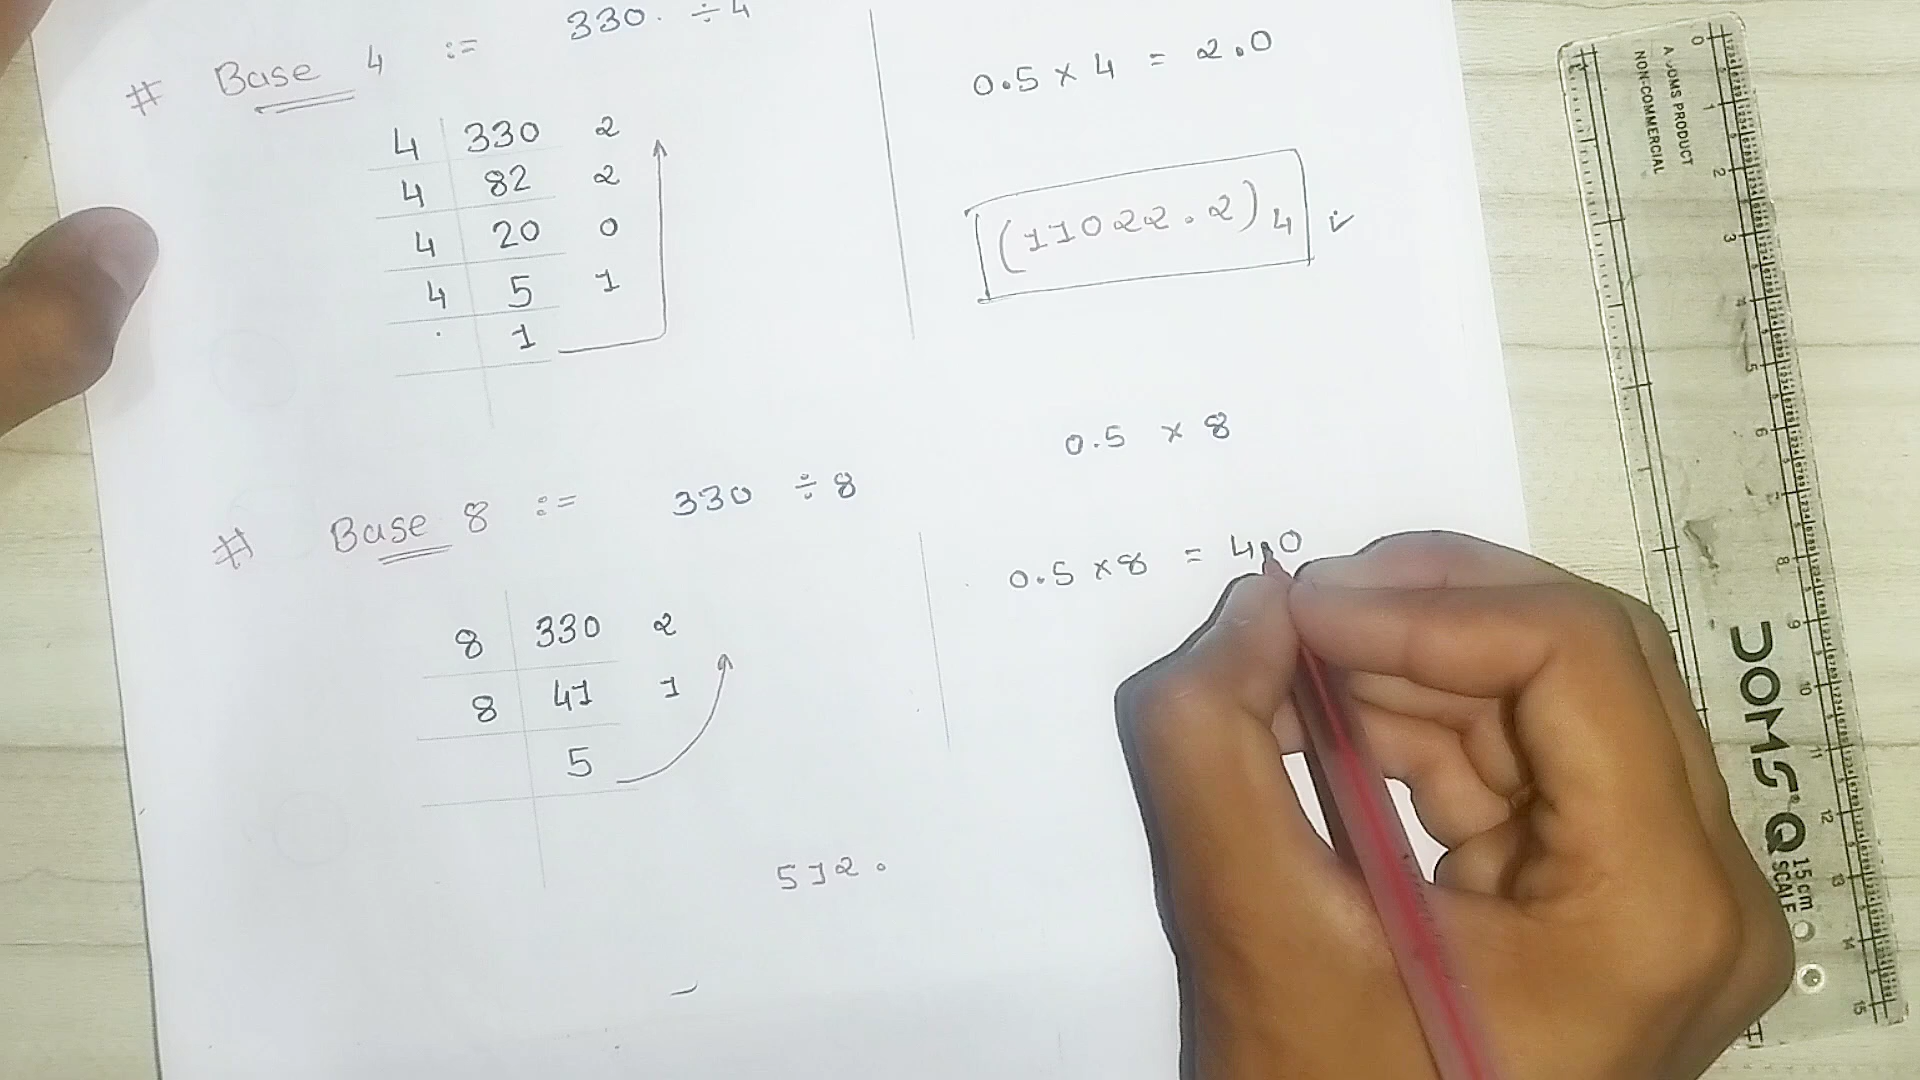 # Base 4 := 330. ÷ 4
4 330 2
4 82 2
4 20 0
4 5 1
. 1
0.5 × 4 = 2.0
(11022.2)4 ✓
0.5 × 8
# Base 8 := 330 ÷ 8
8 330 2
8 41 1
5
0.5 × 8 = 4.0
512.
A DOMS PRODUCT
NON-COMMERCIAL
0 1 2 3 4 5 6 7 8 9 10 11 12 13 14 15
DOMS Q
15 cm
SCALE